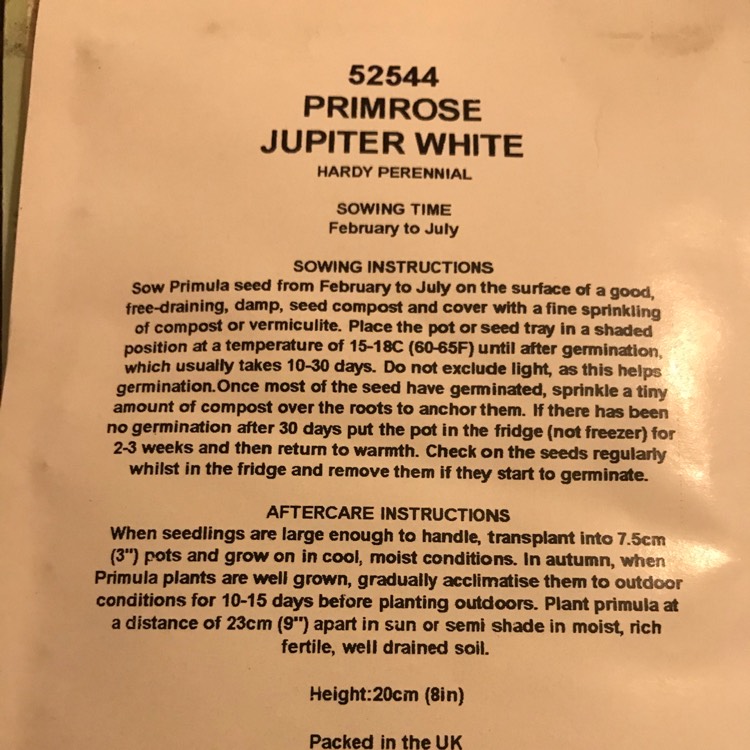 52544
PRIMROSE
JUPITER WHITE
HARDY PERENNIAL
SOWING TIME
February to July
SOWING INSTRUCTIONS
Sow Primula seed from February to July on the surface of a good,
free-draining, damp, seed compost and cover with a fine sprinkling
of compost or vermiculite. Place the pot or seed tray in a shaded
position at a temperature of 15-18C (60-65F) until after germination,
which usually takes 10-30 days. Do not exclude light, as this helps
germination.Once most of the seed have germinated, sprinkle a tiny
amount of compost over the roots to anchor them. If there has been
no germination after 30 days put the pot in the fridge (not freezer) for
2-3 weeks and then return to warmth. Check on the seeds regularly
whilst in the fridge and remove them if they start to germinate.
AFTERCARE INSTRUCTIONS
When seedlings are large enough to handle, transplant into 7.5cm
(3") pots and grow on in cool, moist conditions. In autumn, when
Primula plants are well grown, gradually acclimatise them to outdoor
conditions for 10-15 days before planting outdoors. Plant primula at
a distance of 23cm (9") apart in sun or semi shade in moist, rich
fertile, well drained soil.
Height:20cm (8in)
Packed in the UK